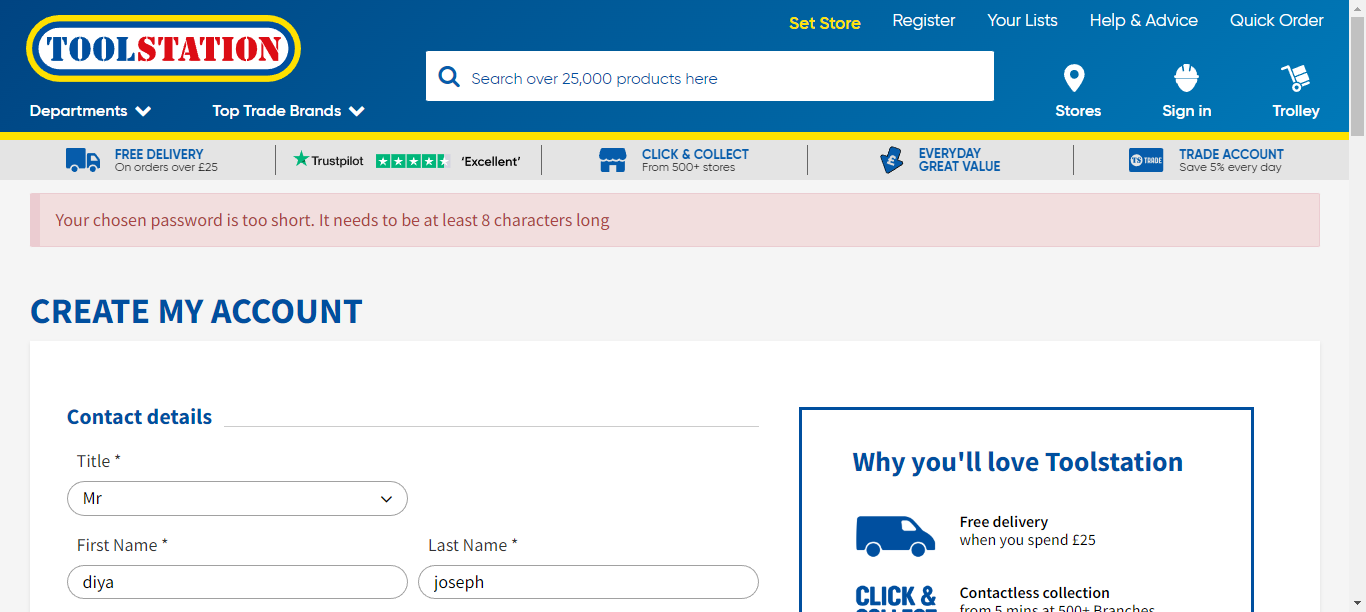 Set Store Register Your Lists Help & Advice Quick Order
TOOLSTATION
Search over 25,000 products here
Departments Top Trade Brands Stores Sign in Trolley
FREE DELIVERY
On orders over £25
Trustpilot 'Excellent'
CLICK & COLLECT
From 500+ stores
£
EVERYDAY
GREAT VALUE
TS TRADE
TRADE ACCOUNT
Save 5% every day
Your chosen password is too short. It needs to be at least 8 characters long
CREATE MY ACCOUNT
Contact details
Title *
Mr
First Name * Last Name *
diya joseph
Why you'll love Toolstation
Free delivery
when you spend £25
CLICK &
COLLECT
Contactless collection
from 5 mins at 500+ Branches